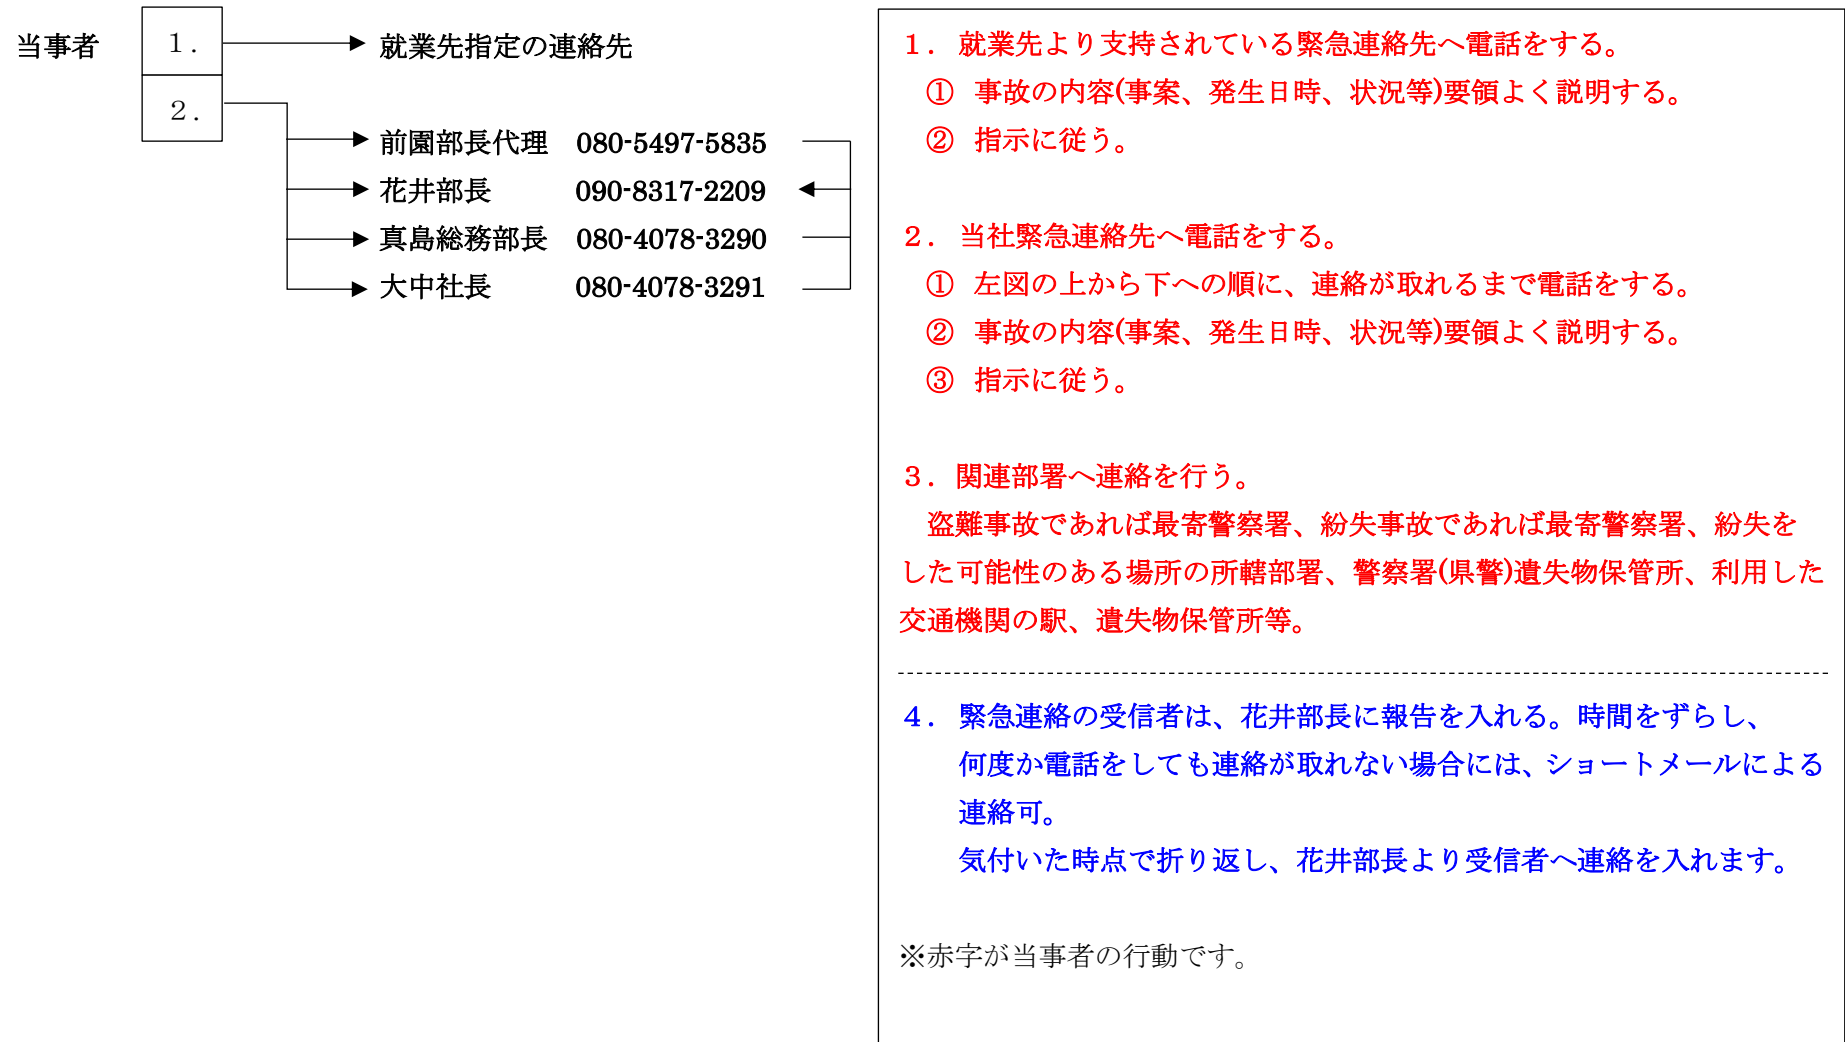 当事者
1.
就業先指定の連絡先
2.
前園部長代理 080-5497-5835
花井部長 090-8317-2209
真島総務部長 080-4078-3290
大中社長 080-4078-3291
1. 就業先より支持されている緊急連絡先へ電話をする。
① 事故の内容(事案、発生日時、状況等)要領よく説明する。
② 指示に従う。
2. 当社緊急連絡先へ電話をする。
① 左図の上から下への順に、連絡が取れるまで電話をする。
② 事故の内容(事案、発生日時、状況等)要領よく説明する。
③ 指示に従う。
3. 関連部署へ連絡を行う。
盗難事故であれば最寄警察署、紛失事故であれば最寄警察署、紛失を
した可能性のある場所の所轄部署、警察署(県警)遺失物保管所、利用した
交通機関の駅、遺失物保管所等。
4. 緊急連絡の受信者は、花井部長に報告を入れる。時間をずらし、
何度か電話をしても連絡が取れない場合には、ショートメールによる
連絡可。
気付いた時点で折り返し、花井部長より受信者へ連絡を入れます。
※赤字が当事者の行動です。